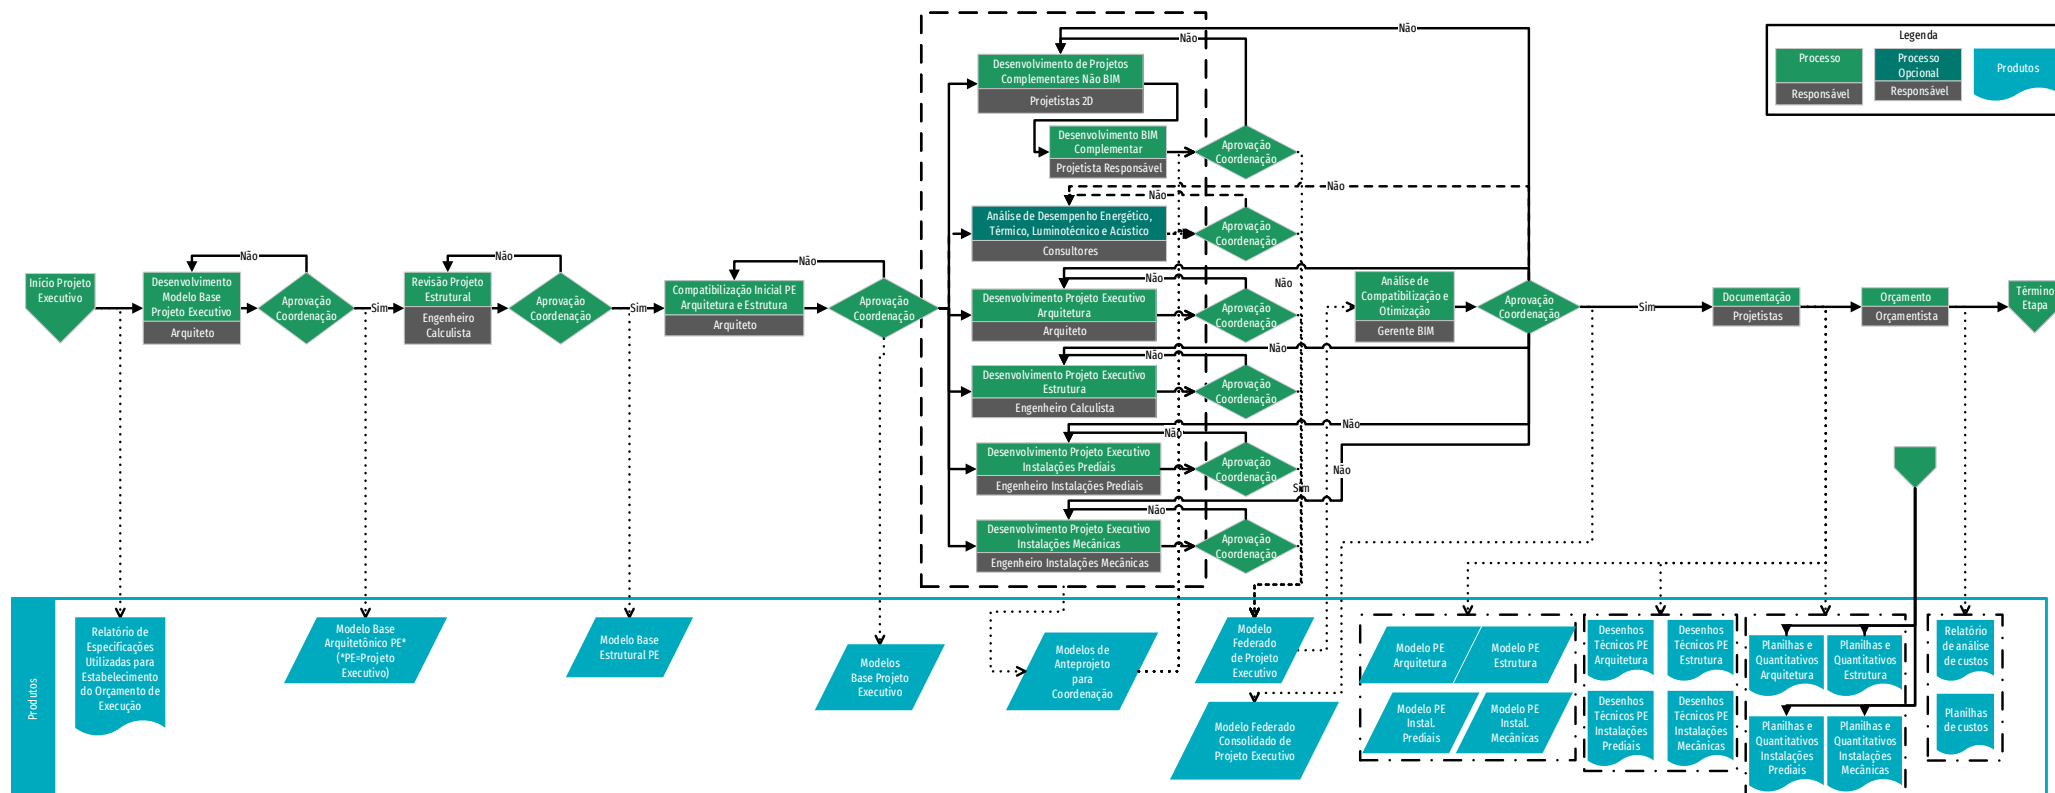 Legenda
Processo
Responsável
Processo
Opcional
Responsável
Produtos
Início Projeto
Executivo
Desenvolvimento
Modelo Base
Projeto Executivo
Arquiteto
Não
Aprovação
Coordenação
Sim
Revisão Projeto
Estrutural
Engenheiro
Calculista
Não
Aprovação
Coordenação
Sim
Compatibilização Inicial PE
Arquitetura e Estrutura
Arquiteto
Não
Aprovação
Coordenação
Não
Não
Desenvolvimento de Projetos
Complementares Não BIM
Projetistas 2D
Desenvolvimento BIM
Complementar
Projetista Responsável
Aprovação
Coordenação
Não
Não
Análise de Desempenho Energético,
Térmico, Luminotécnico e Acústico
Consultores
Aprovação
Coordenação
Não
Não
Desenvolvimento Projeto Executivo
Arquitetura
Arquiteto
Aprovação
Coordenação
Não
Não
Desenvolvimento Projeto Executivo
Estrutura
Engenheiro Calculista
Aprovação
Coordenação
Não
Não
Desenvolvimento Projeto Executivo
Instalações Prediais
Engenheiro Instalações Prediais
Aprovação
Coordenação
Não
Sim
Não
Desenvolvimento Projeto Executivo
Instalações Mecânicas
Engenheiro Instalações Mecânicas
Aprovação
Coordenação
Análise de
Compatibilização e
Otimização
Gerente BIM
Aprovação
Coordenação
Sim
Documentação
Projetistas
Orçamento
Orçamentista
Término
Etapa
Produtos
Relatório de
Especificações
Utilizadas para
Estabelecimento
do Orçamento de
Execução
Modelo Base
Arquitetônico PE*
(*PE=Projeto
Executivo)
Modelo Base
Estrutural PE
Modelos
Base Projeto
Executivo
Modelos de
Anteprojeto
para
Coordenação
Modelo
Federado
de Projeto
Executivo
Modelo Federado
Consolidado de
Projeto Executivo
Modelo PE
Arquitetura
Modelo PE
Estrutura
Modelo PE
Instal.
Prediais
Modelo PE
Instal.
Mecânicas
Desenhos
Técnicos PE
Arquitetura
Desenhos
Técnicos PE
Estrutura
Desenhos
Técnicos PE
Instalações
Prediais
Desenhos
Técnicos PE
Instalações
Mecânicas
Planilhas e
Quantitativos
Arquitetura
Planilhas e
Quantitativos
Estrutura
Planilhas e
Quantitativos
Instalações
Prediais
Planilhas e
Quantitativos
Instalações
Mecânicas
Relatório
de análise
de custos
Planilhas
de custos